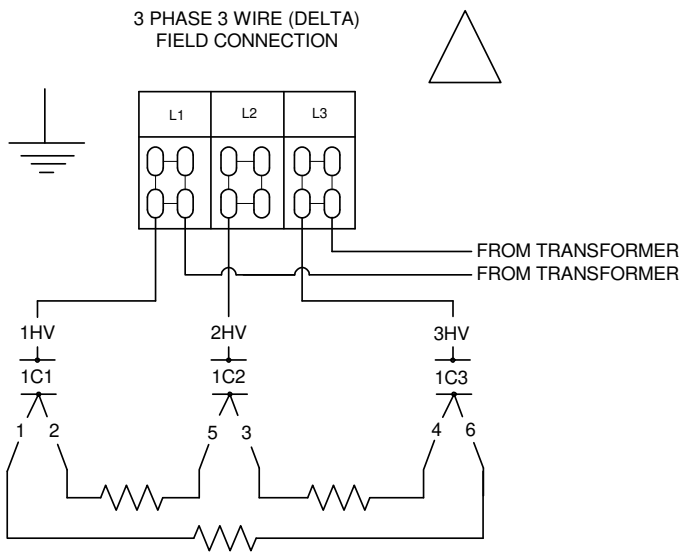 3 PHASE 3 WIRE (DELTA)
FIELD CONNECTION
L1 L2 L3
FROM TRANSFORMER
FROM TRANSFORMER
1HV 2HV 3HV
1C1 1C2 1C3
1 2 5 3 4 6